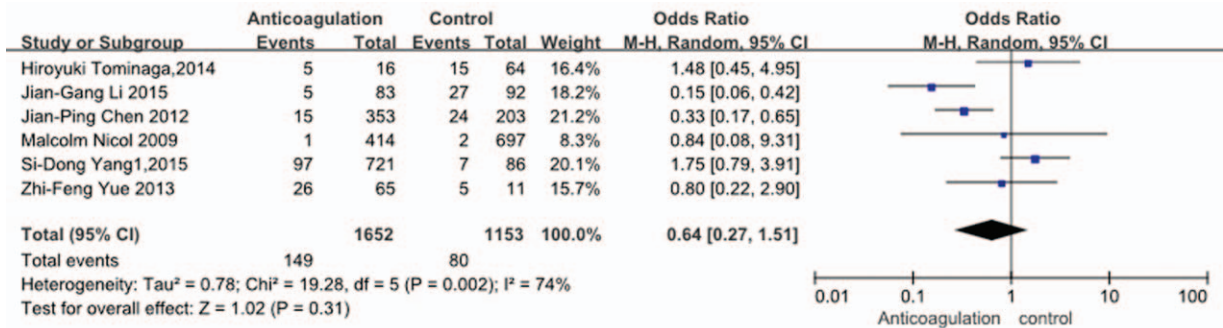 Anticoagulation Control Odds Ratio Odds Ratio
Study or Subgroup Events Total Events Total Weight M-H, Random, 95% CI M-H, Random, 95% CI
Hiroyuki Tominaga,2014 5 16 15 64 16.4% 1.48 [0.45, 4.95]
Jian-Gang Li 2015 5 83 27 92 18.2% 0.15 [0.06, 0.42]
Jian-Ping Chen 2012 15 353 24 203 21.2% 0.33 [0.17, 0.65]
Malcolm Nicol 2009 1 414 2 697 8.3% 0.84 [0.08, 9.31]
Si-Dong Yang1,2015 97 721 7 86 20.1% 1.75 [0.79, 3.91]
Zhi-Feng Yue 2013 26 65 5 11 15.7% 0.80 [0.22, 2.90]
Total (95% CI) 1652 1153 100.0% 0.64 [0.27, 1.51]
Total events 149 80
Heterogeneity: Tau² = 0.78; Chi² = 19.28, df = 5 (P = 0.002); I² = 74%
Test for overall effect: Z = 1.02 (P = 0.31)
0.01 0.1 1 10 100
Anticoagulation control